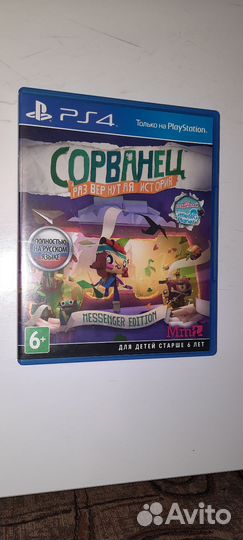 PS4
Только на PlayStation.
СОРВАНЕЦ
РАЗВЕРНУТАЯ ИСТОРИЯ
ПОЛНОСТЬЮ
НА РУССКОМ
ЯЗЫКЕ
MESSENGER EDITION
6+
Mm
ДЛЯ ДЕТЕЙ СТАРШЕ 6 ЛЕТ
Avito